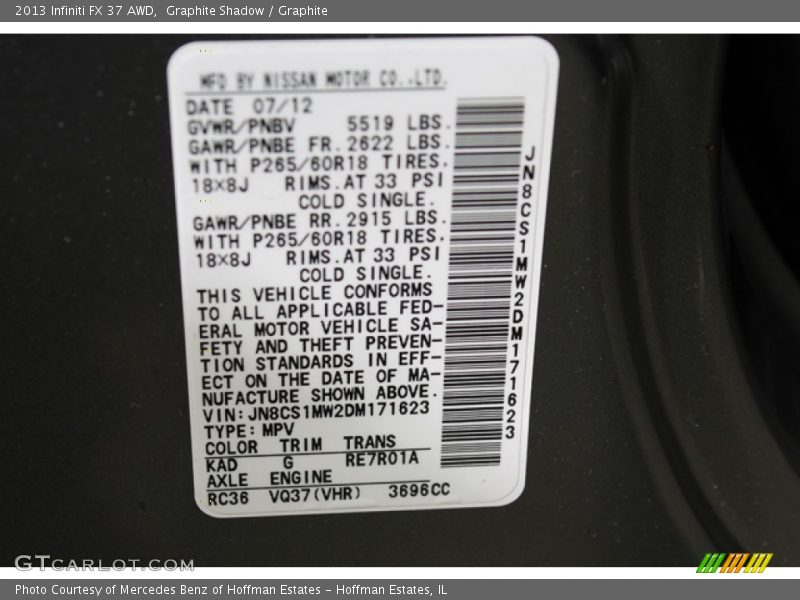 2013 Infiniti FX 37 AWD,  Graphite Shadow / Graphite
MFD BY NISSAN MOTOR CO.,LTD.
DATE 07/12
GVWR/PNBV 5519 LBS.
GAWR/PNBE FR. 2622 LBS.
WITH P265/60R18 TIRES.
18×8J RIMS. AT 33 PSI
COLD SINGLE.
GAWR/PNBE RR. 2915 LBS.
WITH P265/60R18 TIRES.
18×8J RIMS. AT 33 PSI
COLD SINGLE.
THIS VEHICLE CONFORMS
TO ALL APPLICABLE FED-
ERAL MOTOR VEHICLE SA-
FETY AND THEFT PREVEN-
TION STANDARDS IN EFF-
ECT ON THE DATE OF MA-
NUFACTURE SHOWN ABOVE.
VIN: JN8CS1MW2DM171623
TYPE: MPV
COLOR TRIM TRANS
KAD G RE7R01A
AXLE ENGINE
RC36 VQ37(VHR) 3696CC
JN8CS1MW2DM171623
GTCARLOT.COM
Photo Courtesy of Mercedes Benz of Hoffman Estates - Hoffman Estates, IL